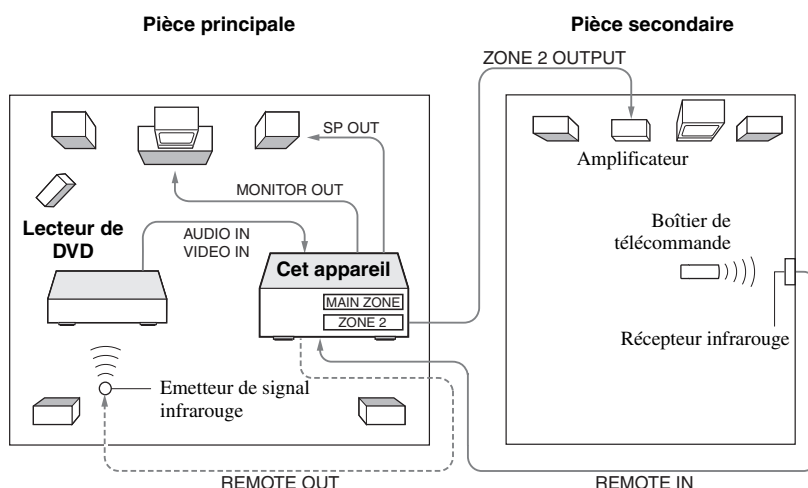 Pièce principale
Pièce secondaire
ZONE 2 OUTPUT
SP OUT
MONITOR OUT
Amplificateur
Lecteur de
DVD
AUDIO IN
VIDEO IN
Cet appareil
MAIN ZONE
ZONE 2
Boîtier de
télécommande
Récepteur infrarouge
Emetteur de signal
infrarouge
REMOTE OUT
REMOTE IN